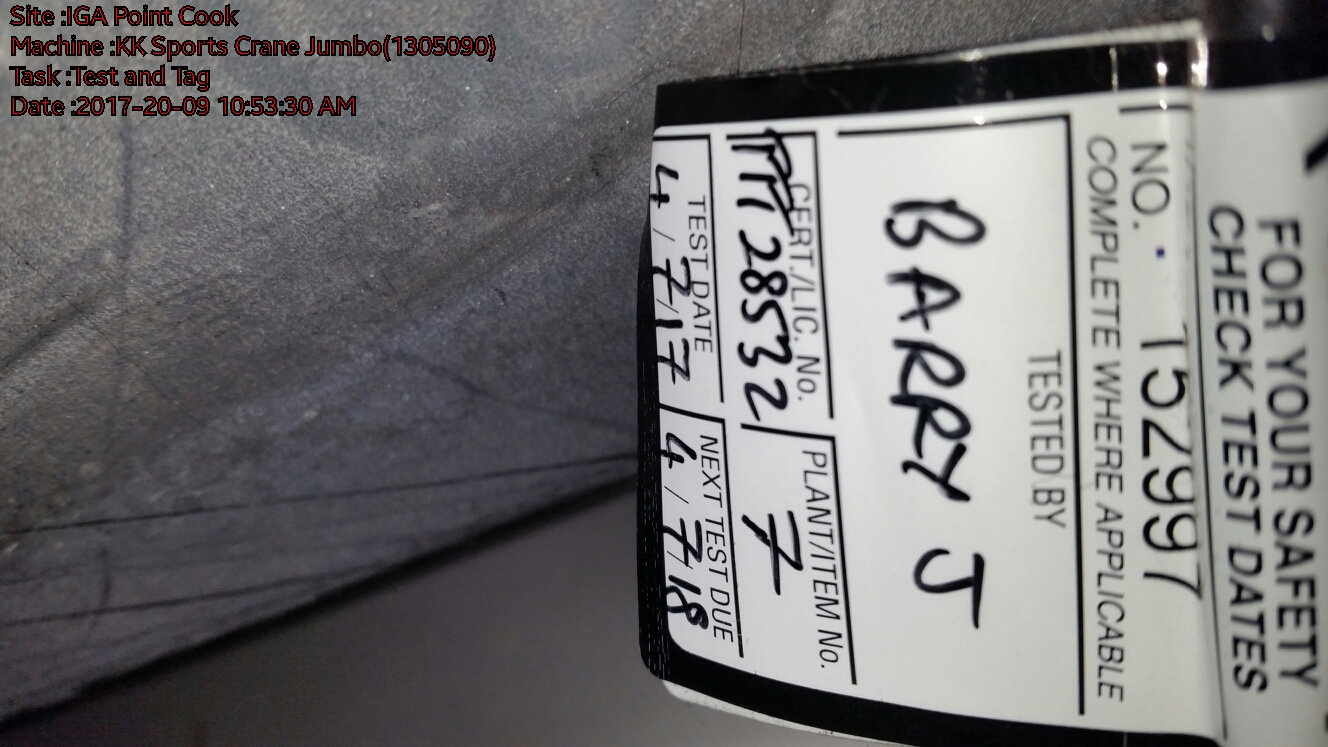 Site :IGA Point Cook
Machine :KK Sports Crane Jumbo(1305090)
Task :Test and Tag
Date :2017-20-09 10:53:30 AM
FOR YOUR SAFETY
CHECK TEST DATES
NO. 152997
COMPLETE WHERE APPLICABLE
TESTED BY
BARRY J
CERT./LIC. No.
28532
PLANT/ITEM No.
7
TEST DATE
4/7/17
NEXT TEST DUE
4/7/18